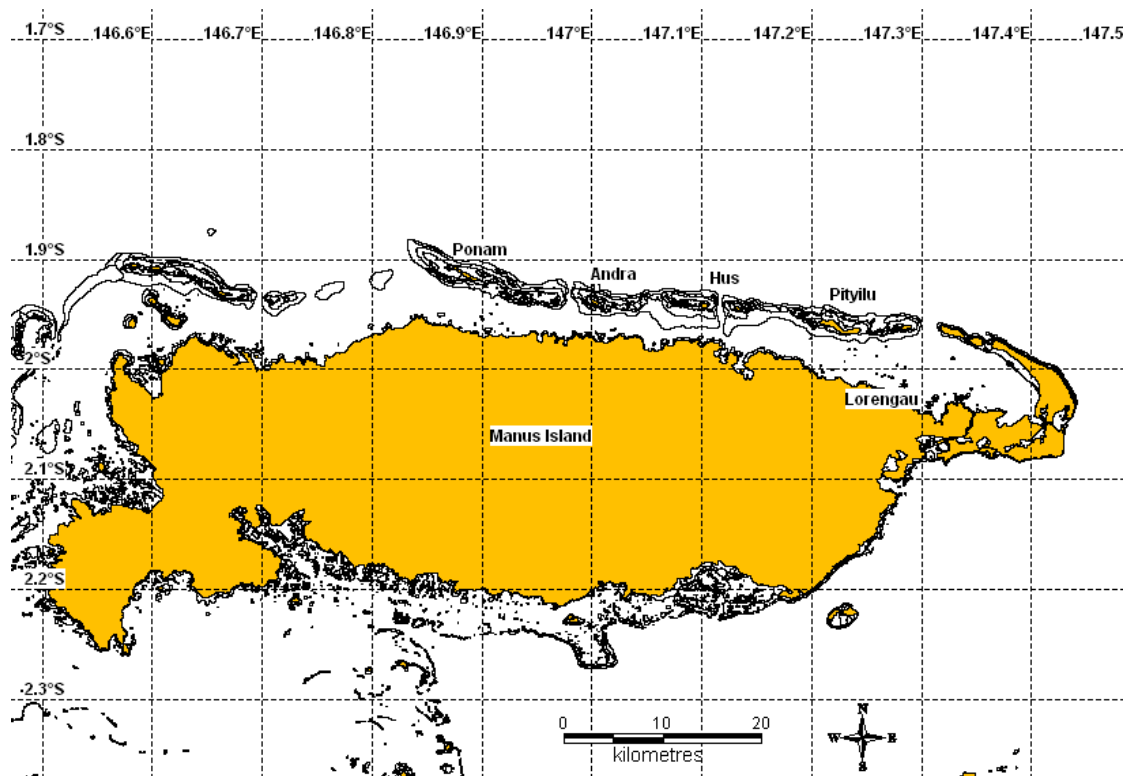 146.6°E 146.7°E 146.8°E 146.9°E 147°E 147.1°E 147.2°E 147.3°E 147.4°E 147.5
1.7°S
1.8°S
1.9°S
Ponam
Andra
Hus
Pityilu
2°S
Lorengau
Manus Island
2.1°S
2.2°S
2.3°S
0 10 20
kilometres
N
W E
S